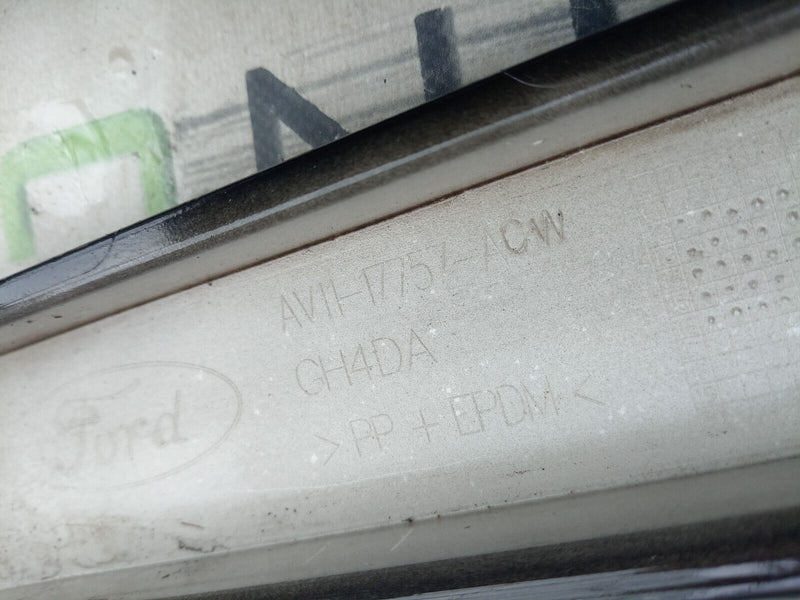 AV11-17757-ACW
GH4DA
>PP + EPDM<
Ford